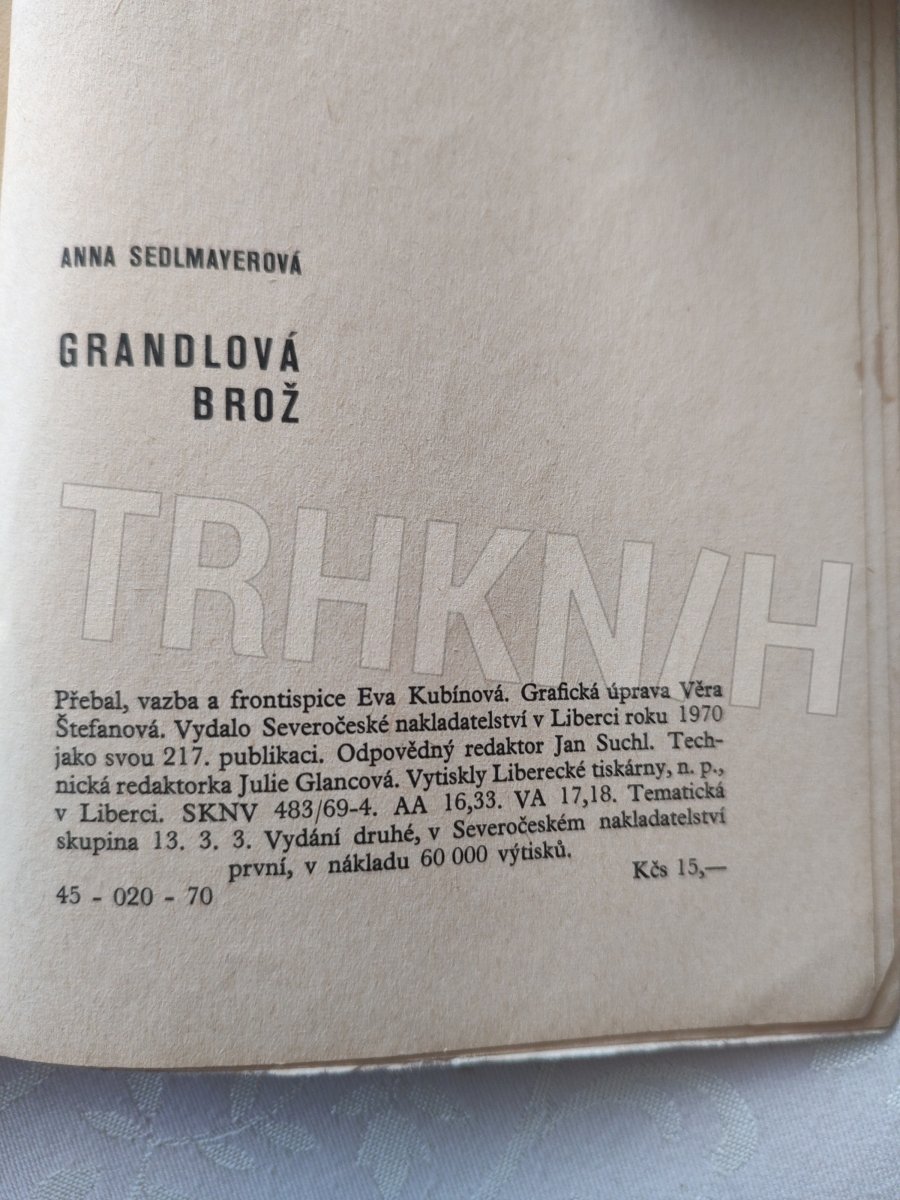 ANNA SEDLMAYEROVÁ
GRANDLOVÁ
BROŽ
TRHKNIH
Přebal, vazba a frontispice Eva Kubínová. Grafická úprava Věra
Štefanová. Vydalo Severočeské nakladatelství v Liberci roku 1970
jako svou 217. publikaci. Odpovědný redaktor Jan Suchl. Tech-
nická redaktorka Julie Glancová. Vytiskly Liberecké tiskárny, n. p.,
v Liberci. SKNV 483/69-4. AA 16,33. VA 17,18. Tematická
skupina 13. 3. 3. Vydání druhé, v Severočeském nakladatelství
první, v nákladu 60 000 výtisků.
Kčs 15,—
45 - 020 - 70